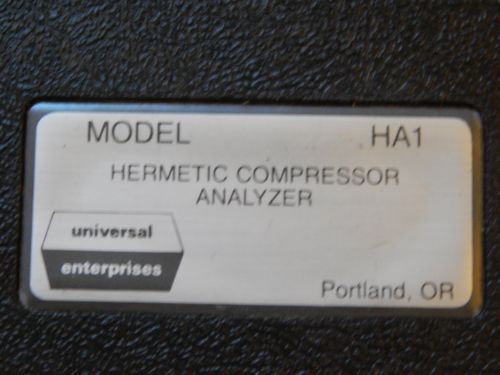 MODEL HA1
HERMETIC COMPRESSOR
ANALYZER
universal
enterprises
Portland, OR